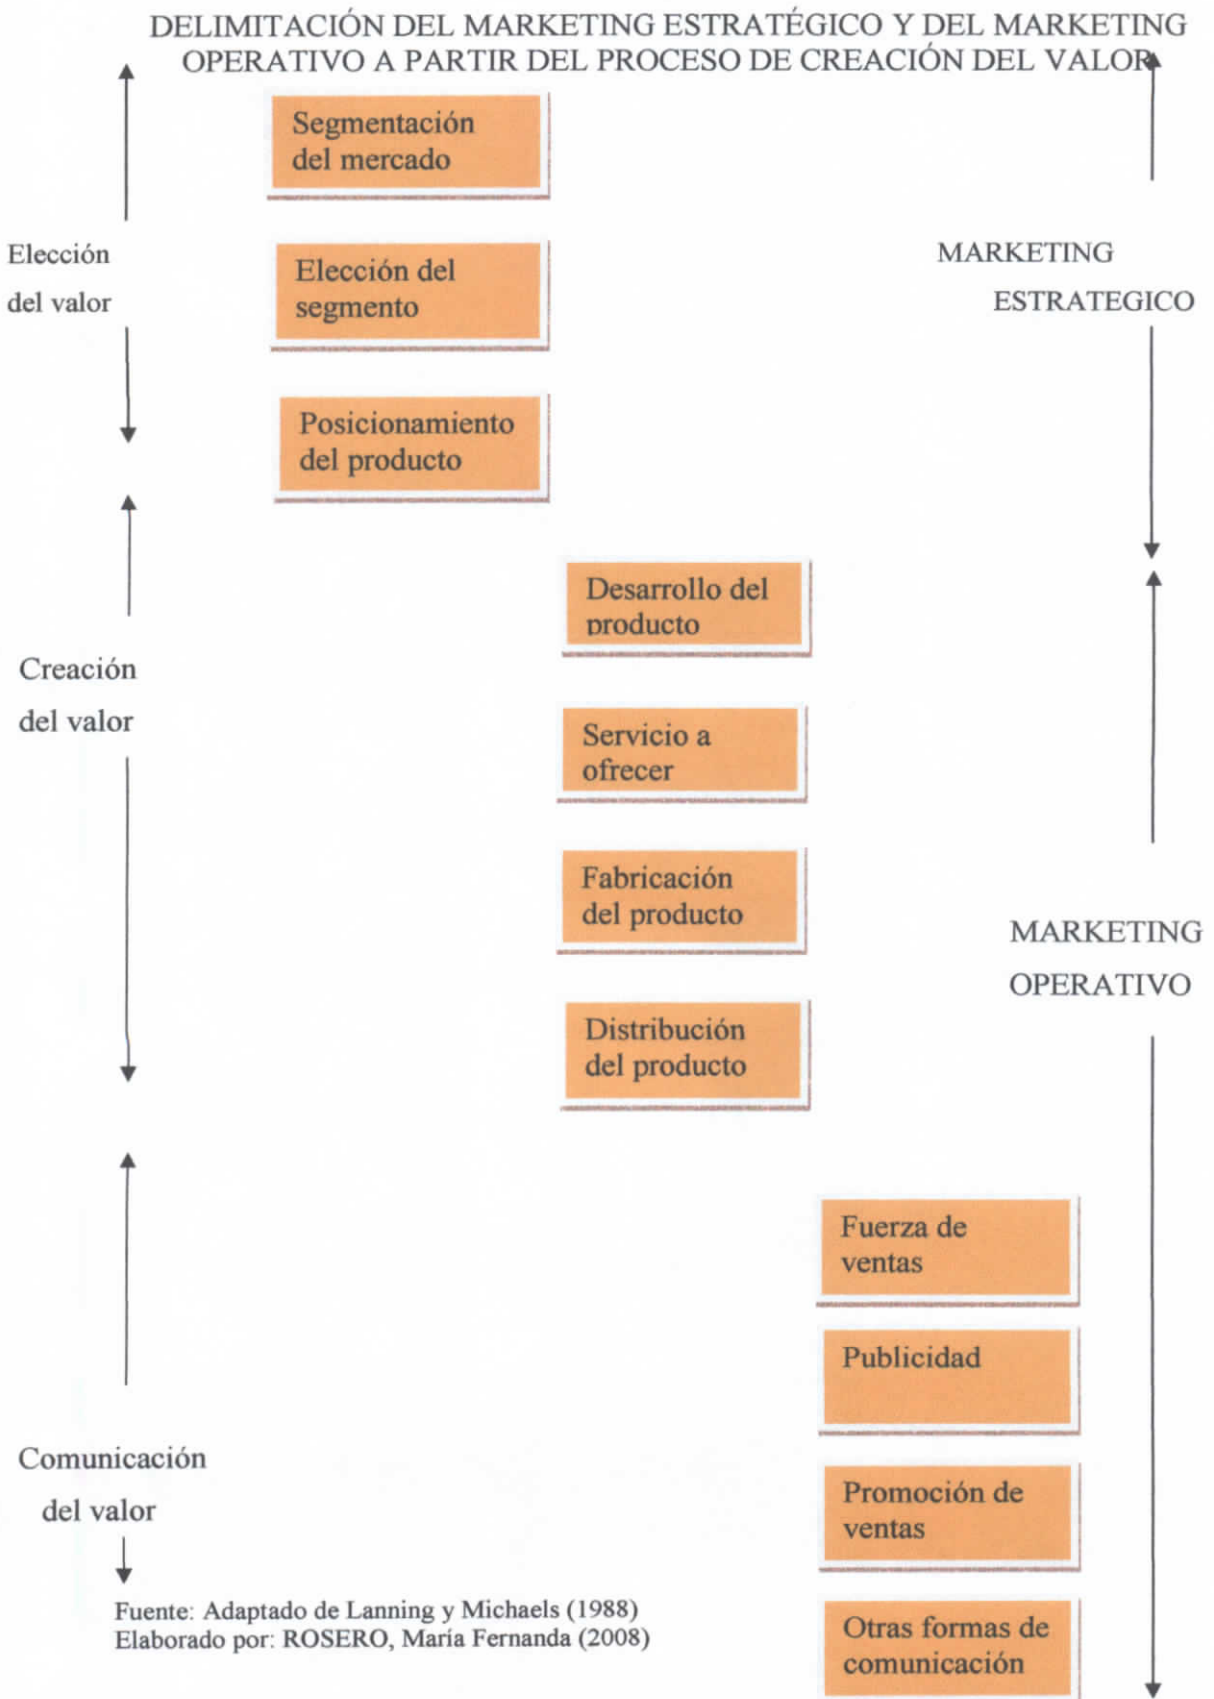 DELIMITACIÓN DEL MARKETING ESTRATÉGICO Y DEL MARKETING
OPERATIVO A PARTIR DEL PROCESO DE CREACIÓN DEL VALOR
Segmentación
del mercado
Elección
del valor
Elección del
segmento
MARKETING
ESTRATEGICO
Posicionamiento
del producto
Desarrollo del
producto
Creación
del valor
Servicio a
ofrecer
Fabricación
del producto
MARKETING
OPERATIVO
Distribución
del producto
Fuerza de
ventas
Publicidad
Comunicación
del valor
Promoción de
ventas
Fuente: Adaptado de Lanning y Michaels (1988)
Elaborado por: ROSERO, María Fernanda (2008)
Otras formas de
comunicación